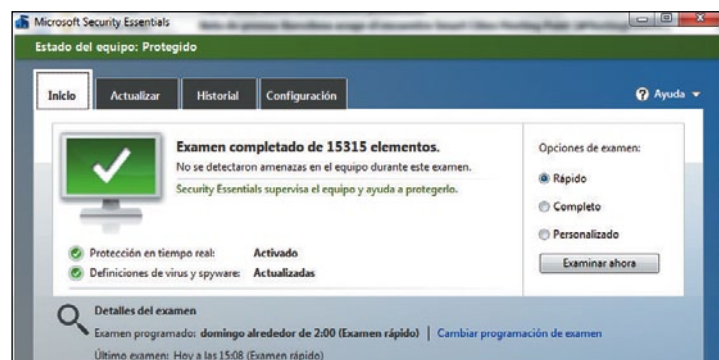 Microsoft Security Essentials
Estado del equipo: Protegido
Inicio
Actualizar
Historial
Configuración
Ayuda
Examen completado de 15315 elementos.
No se detectaron amenazas en el equipo durante este examen.
Security Essentials supervisa el equipo y ayuda a protegerlo.
Protección en tiempo real: Activado
Definiciones de virus y spyware: Actualizadas
Opciones de examen:
Rápido
Completo
Personalizado
Examinar ahora
Detalles del examen
Examen programado: domingo alrededor de 2:00 (Examen rápido) | Cambiar programación de examen
Último examen: Hoy a las 15:08 (Examen rápido)